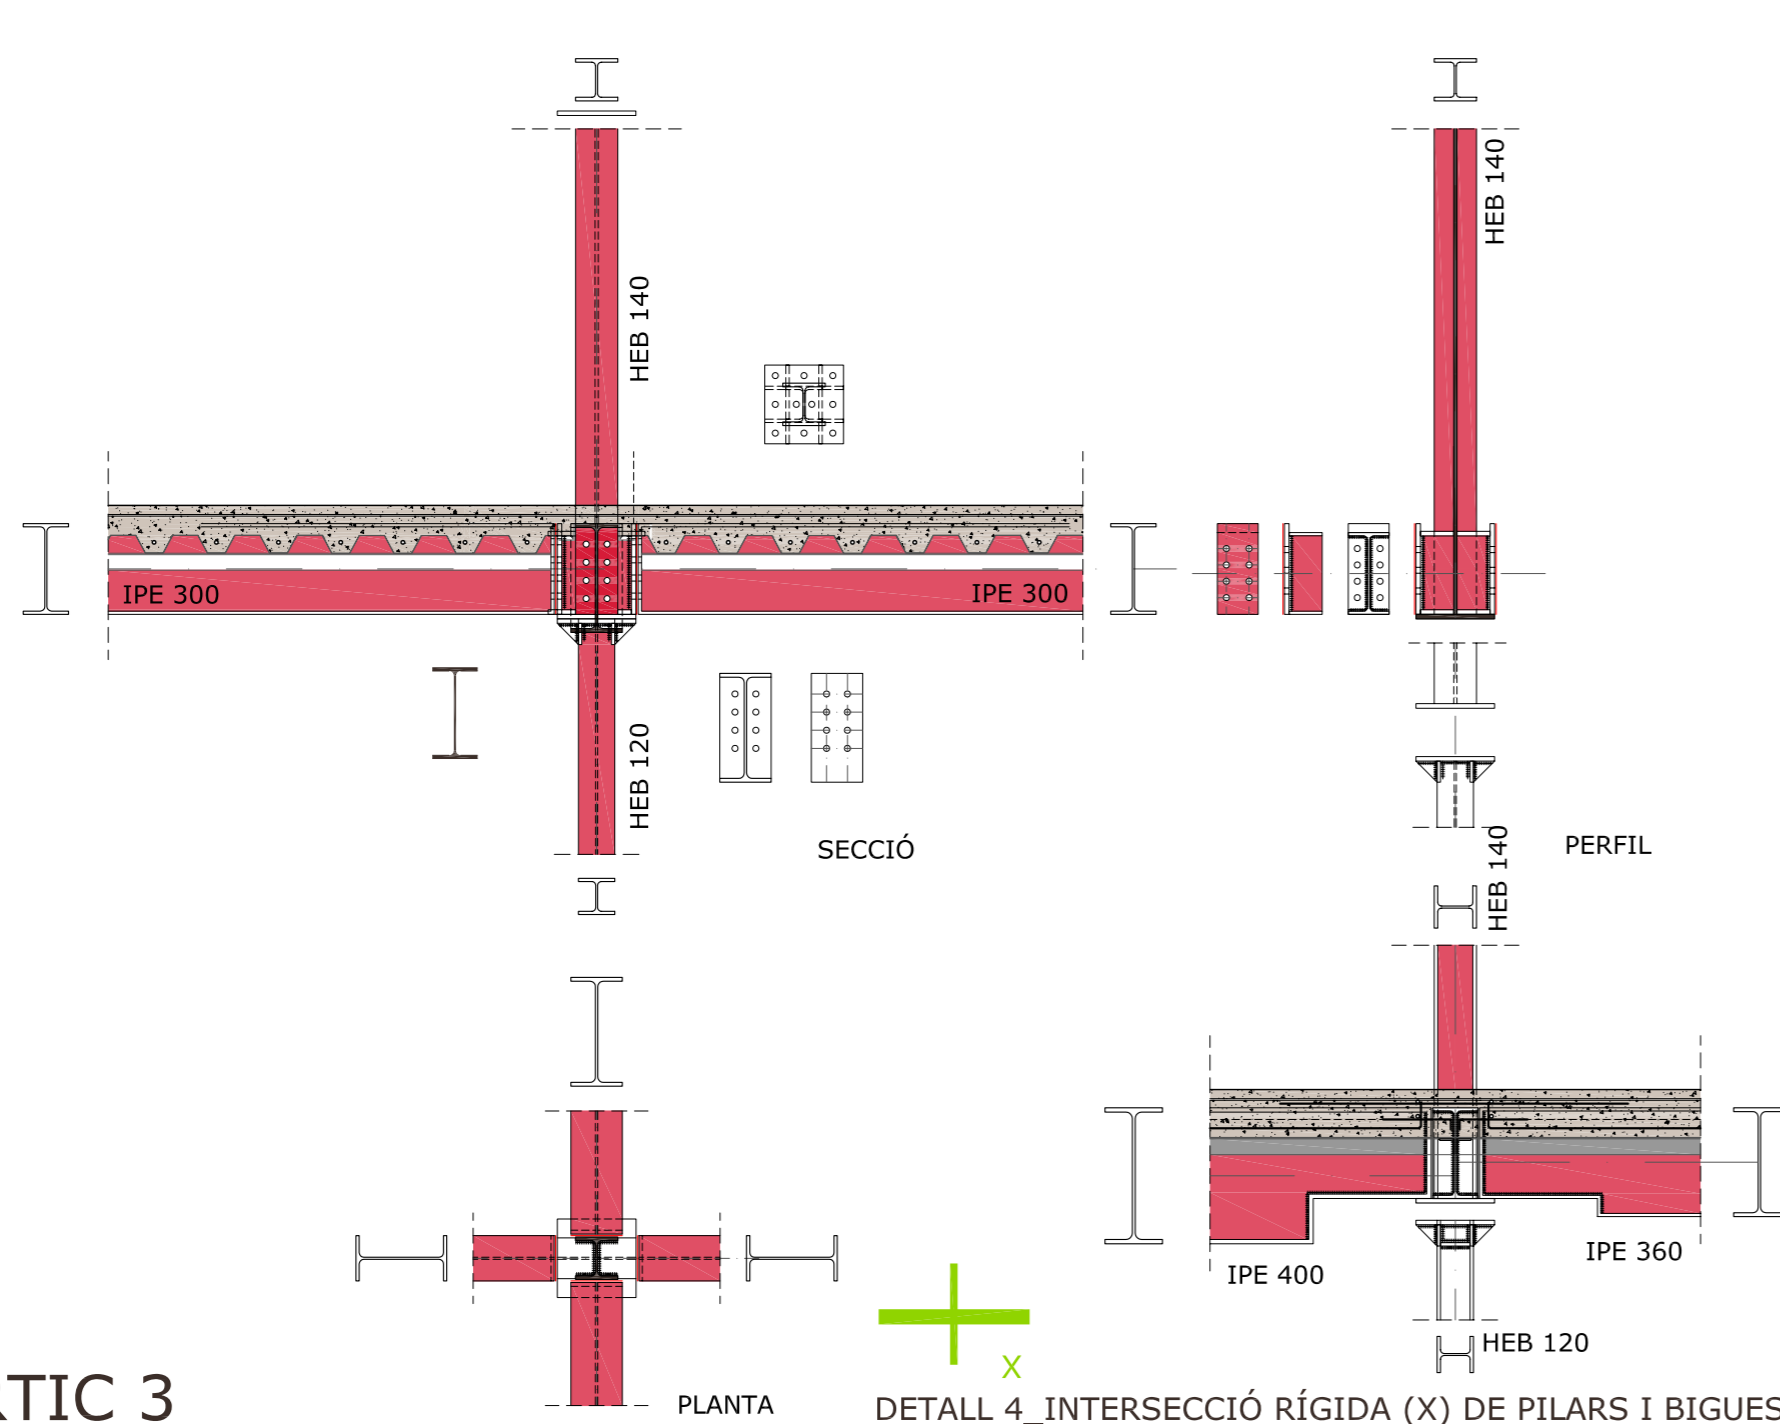 HEB 140
HEB 140
IPE 300
IPE 300
HEB 120
SECCIÓ
PERFIL
HEB 140
IPE 400
IPE 360
HEB 120
X
PLANTA
RTIC 3
DETALL 4_INTERSECCIÓ RÍGIDA (X) DE PILARS I BIGUES